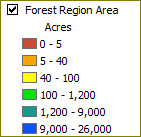 Forest Region Area
Acres
0 - 5
5 - 40
40 - 100
100 - 1,200
1,200 - 9,000
9,000 - 26,000